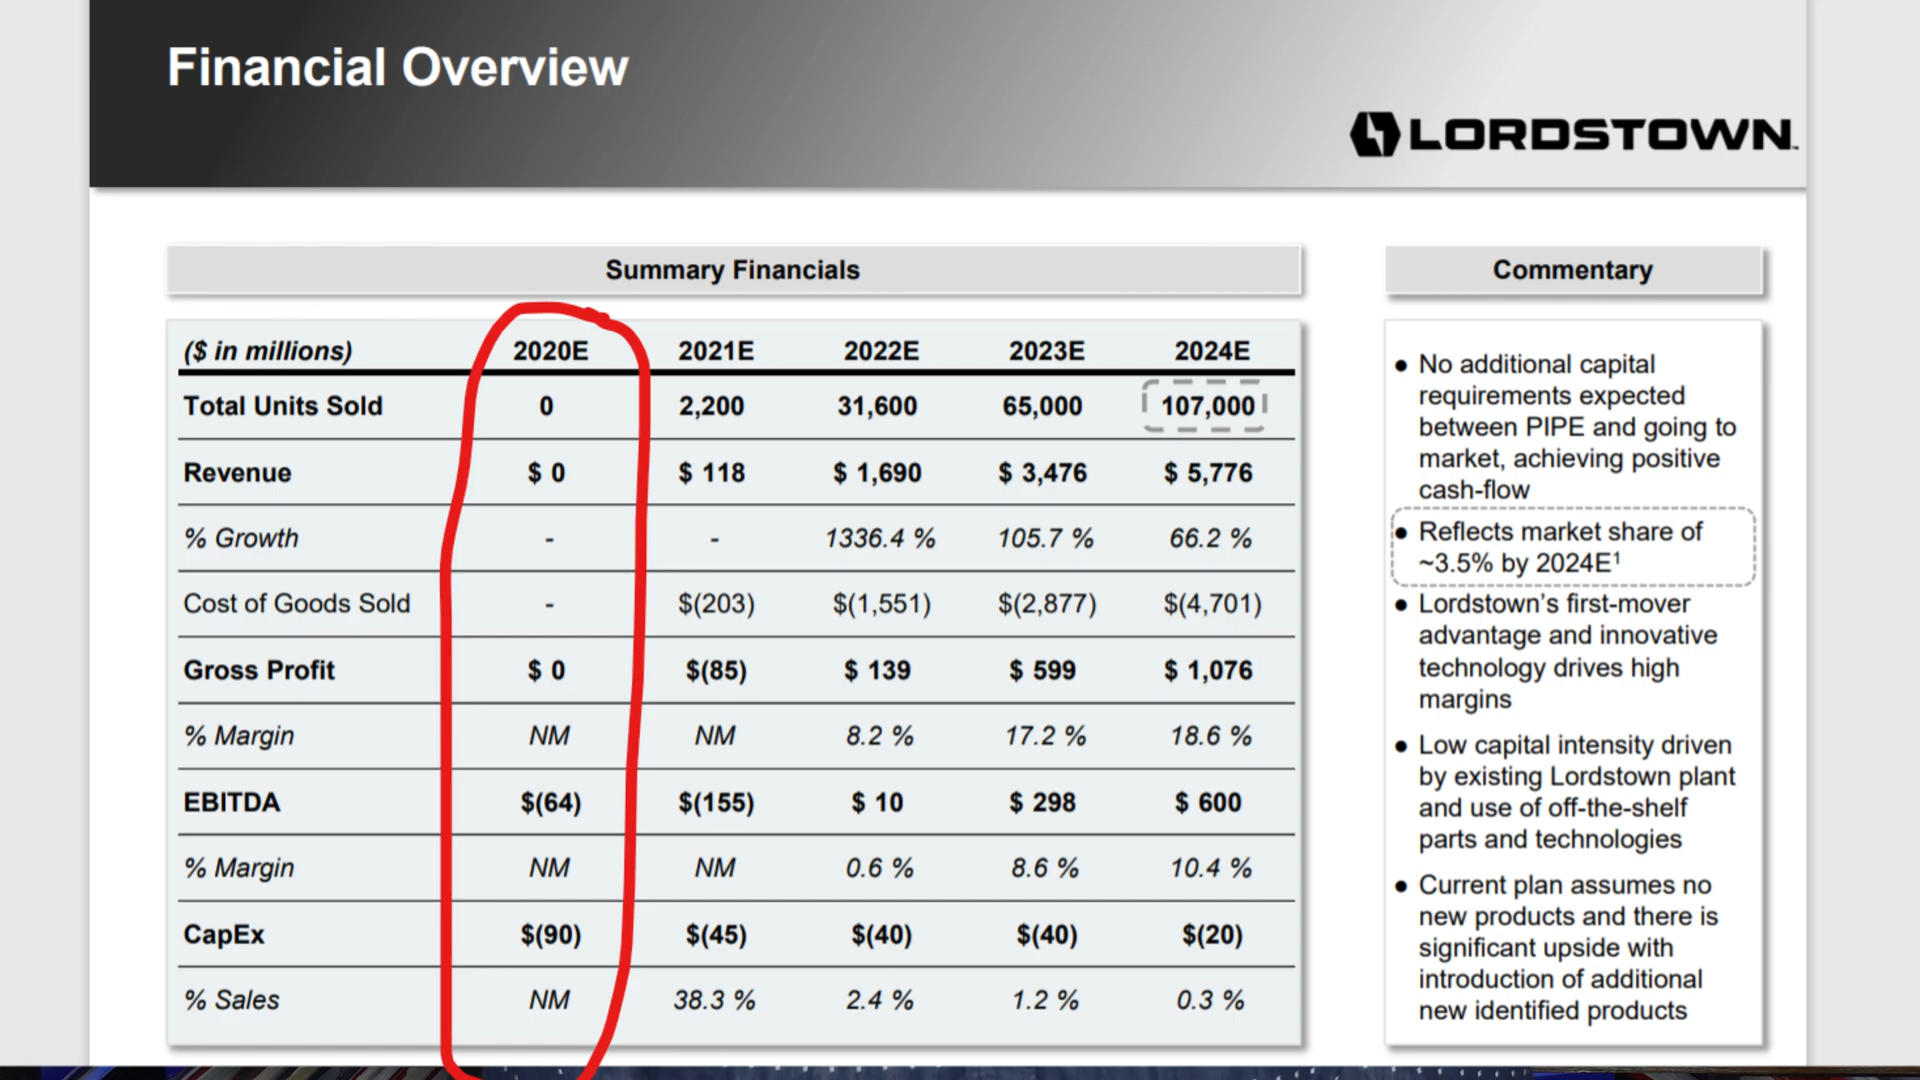 Financial Overview
LORDSTOWN™
Summary Financials
($ in millions) 2020E 2021E 2022E 2023E 2024E
Total Units Sold 0 2,200 31,600 65,000 107,000
Revenue $ 0 $ 118 $ 1,690 $ 3,476 $ 5,776
% Growth - - 1336.4 % 105.7 % 66.2 %
Cost of Goods Sold - $(203) $(1,551) $(2,877) $(4,701)
Gross Profit $ 0 $(85) $ 139 $ 599 $ 1,076
% Margin NM NM 8.2 % 17.2 % 18.6 %
EBITDA $(64) $(155) $ 10 $ 298 $ 600
% Margin NM NM 0.6 % 8.6 % 10.4 %
CapEx $(90) $(45) $(40) $(40) $(20)
% Sales NM 38.3 % 2.4 % 1.2 % 0.3 %
Commentary
● No additional capital
requirements expected
between PIPE and going to
market, achieving positive
cash-flow
● Reflects market share of
~3.5% by 2024E¹
● Lordstown’s first-mover
advantage and innovative
technology drives high
margins
● Low capital intensity driven
by existing Lordstown plant
and use of off-the-shelf
parts and technologies
● Current plan assumes no
new products and there is
significant upside with
introduction of additional
new identified products